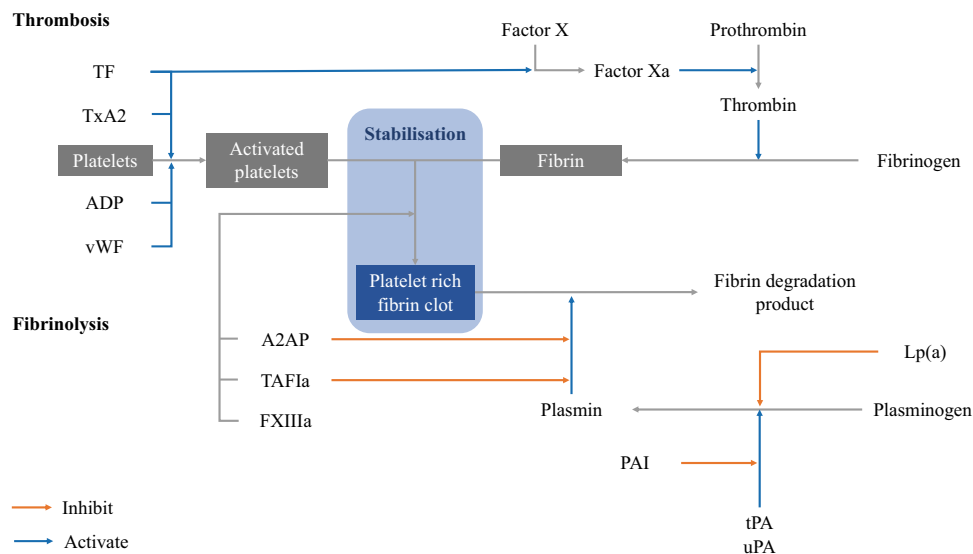 Thrombosis
Factor X
Prothrombin
TF
Factor Xa
TxA2
Thrombin
Stabilisation
Platelets
Activated
platelets
Fibrin
Fibrinogen
ADP
vWF
Platelet rich
fibrin clot
Fibrin degradation
product
Fibrinolysis
A2AP
Lp(a)
TAFIa
Plasmin
Plasminogen
FXIIIa
PAI
Inhibit
Activate
tPA
uPA